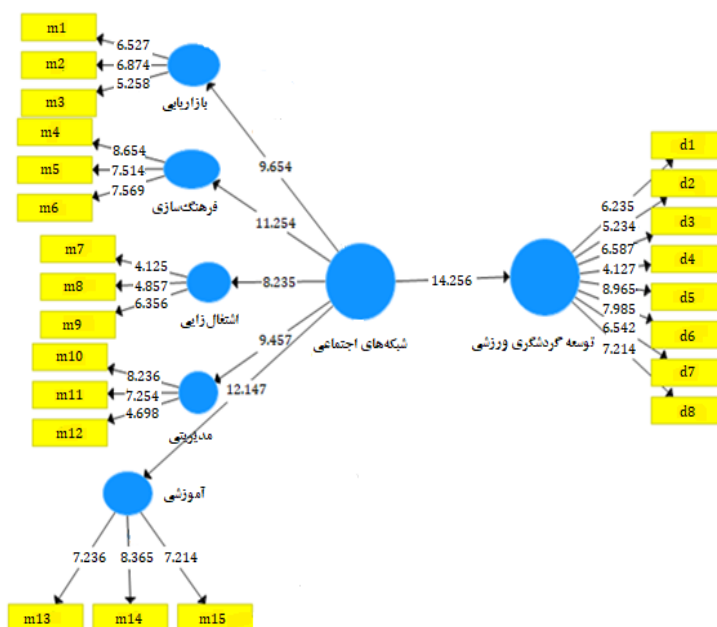 m1
m2
m3
6.527
6.874
5.258
بازاریابی
m4
m5
m6
8.654
7.514
7.569
فرهنگ‌سازی
m7
m8
m9
4.125
4.857
6.356
اشتغال زایی
m10
m11
m12
8.236
7.254
4.698
مدیریتی
آموزشی
7.236
8.365
7.214
m13
m14
m15
9.654
11.254
8.235
9.457
12.147
شبکه‌های اجتماعی
14.256
توسعه گردشگری ورزشی
6.235
5.234
6.587
4.127
8.965
7.985
6.542
7.214
d1
d2
d3
d4
d5
d6
d7
d8